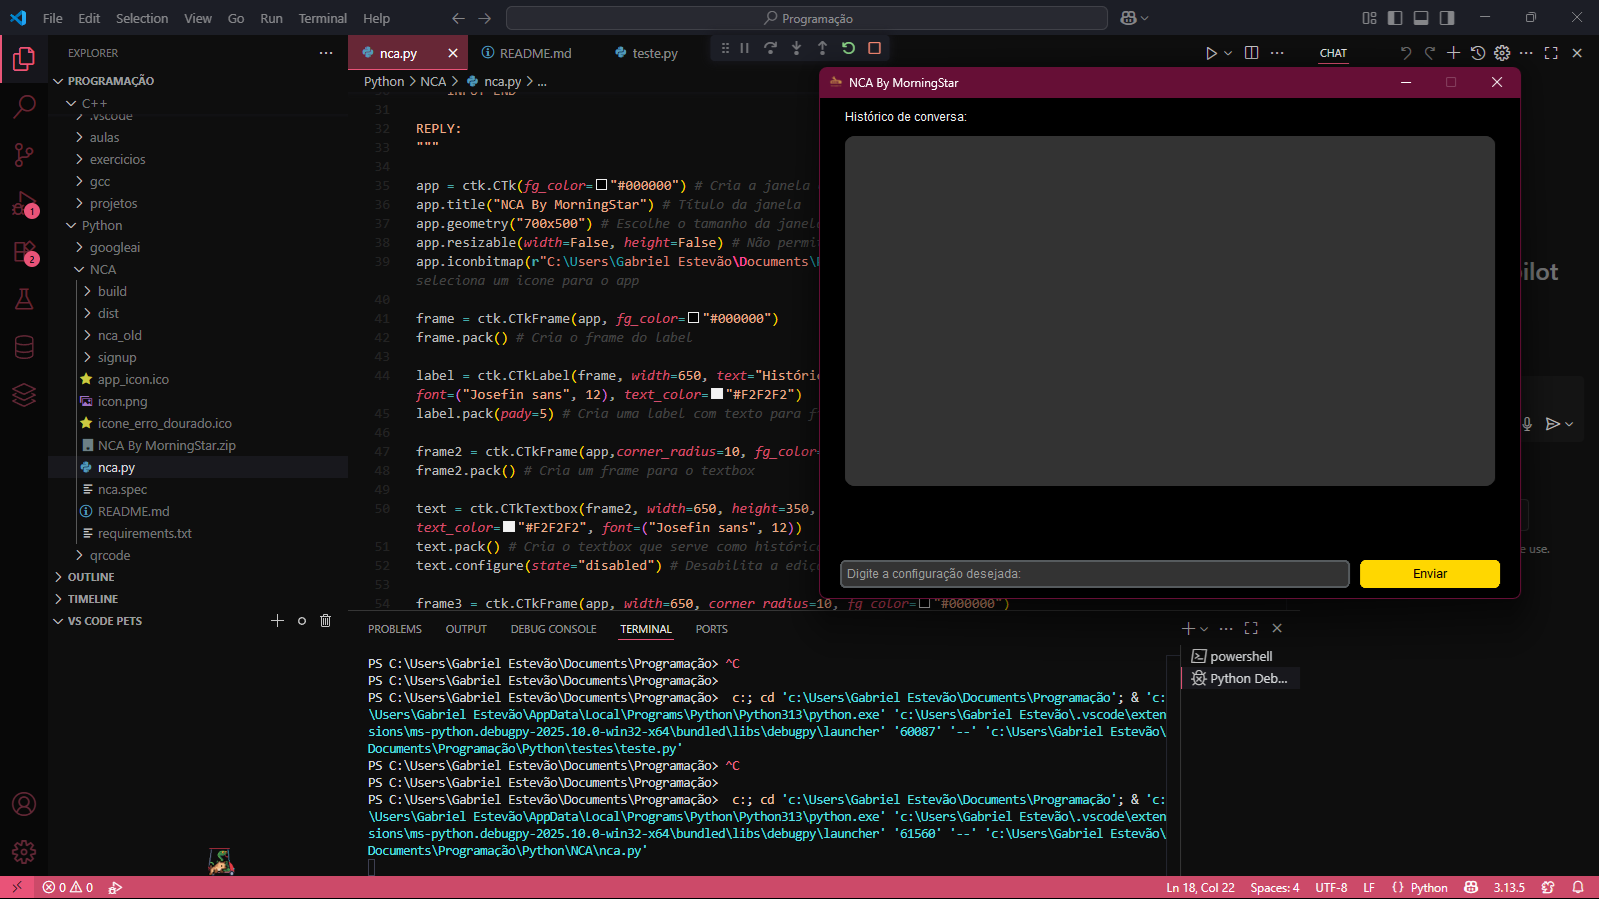 File Edit Selection View Go Run Terminal Help
Programação
EXPLORER
PROGRAMAÇÃO
C++
.vscode
aulas
exercicios
gcc
projetos
Python
googleai
NCA
build
dist
nca_old
signup
app_icon.ico
icon.png
icone_erro_dourado.ico
NCA By MorningStar.zip
nca.py
nca.spec
README.md
requirements.txt
qrcode
OUTLINE
TIMELINE
VS CODE PETS
1
2
nca.py README.md teste.py
Python > NCA > nca.py > ...
31
32 REPLY:
33 """
34
35 app = ctk.CTk(fg_color="#000000") # Cria a janela
36 app.title("NCA By MorningStar") # Título da janela
37 app.geometry("700x500") # Escolhe o tamanho da janel
38 app.resizable(width=False, height=False) # Não permi
39 app.iconbitmap(r"C:\Users\Gabriel Estevão\Documents\
seleciona um icone para o app
40
41 frame = ctk.CTkFrame(app, fg_color="#000000")
42 frame.pack() # Cria o frame do label
43
44 label = ctk.CTkLabel(frame, width=650, text="Históri
font=("Josefin sans", 12), text_color="#F2F2F2")
45 label.pack(pady=5) # Cria uma label com texto para f
46
47 frame2 = ctk.CTkFrame(app,corner_radius=10, fg_color=
48 frame2.pack() # Cria um frame para o textbox
49
50 text = ctk.CTkTextbox(frame2, width=650, height=350,
text_color="#F2F2F2", font=("Josefin sans", 12))
51 text.pack() # Cria o textbox que serve como históric
52 text.configure(state="disabled") # Desabilita a ediç
53
54 frame3 = ctk.CTkFrame(app, width=650, corner_radius=10, fg_color="#000000")
CHAT
ilot
e use.
NCA By MorningStar
Histórico de conversa:
Digite a configuração desejada:
Enviar
PROBLEMS OUTPUT DEBUG CONSOLE TERMINAL PORTS
PS C:\Users\Gabriel Estevão\Documents\Programação> ^C
PS C:\Users\Gabriel Estevão\Documents\Programação>
PS C:\Users\Gabriel Estevão\Documents\Programação>  c:; cd 'c:\Users\Gabriel Estevão\Documents\Programação'; & 'c:
\Users\Gabriel Estevão\AppData\Local\Programs\Python\Python313\python.exe' 'c:\Users\Gabriel Estevão\.vscode\exten
sions\ms-python.debugpy-2025.10.0-win32-x64\bundled\libs\debugpy\launcher' '60087' '--' 'c:\Users\Gabriel Estevão\
Documents\Programação\Python\testes\teste.py'
PS C:\Users\Gabriel Estevão\Documents\Programação> ^C
PS C:\Users\Gabriel Estevão\Documents\Programação>
PS C:\Users\Gabriel Estevão\Documents\Programação>  c:; cd 'c:\Users\Gabriel Estevão\Documents\Programação'; & 'c:
\Users\Gabriel Estevão\AppData\Local\Programs\Python\Python313\python.exe' 'c:\Users\Gabriel Estevão\.vscode\exten
sions\ms-python.debugpy-2025.10.0-win32-x64\bundled\libs\debugpy\launcher' '61560' '--' 'c:\Users\Gabriel Estevão\
Documents\Programação\Python\NCA\nca.py'
powershell
Python Deb...
0 0
Ln 18, Col 22 Spaces: 4 UTF-8 LF {} Python 3.13.5